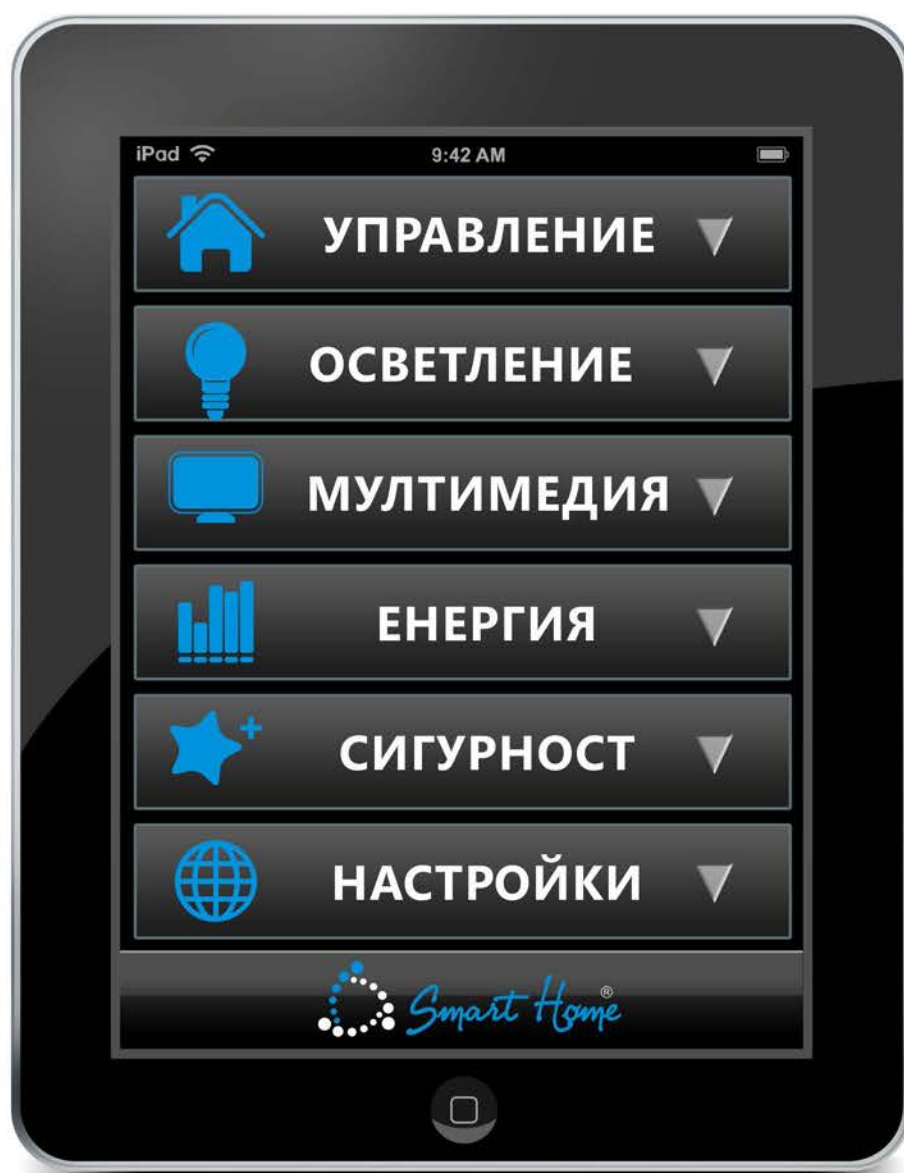 iPad 9:42 AM
УПРАВЛЕНИЕ
ОСВЕТЛЕНИЕ
МУЛТИМЕДИЯ
ЕНЕРГИЯ
СИГУРНОСТ
НАСТРОЙКИ
Smart Home®